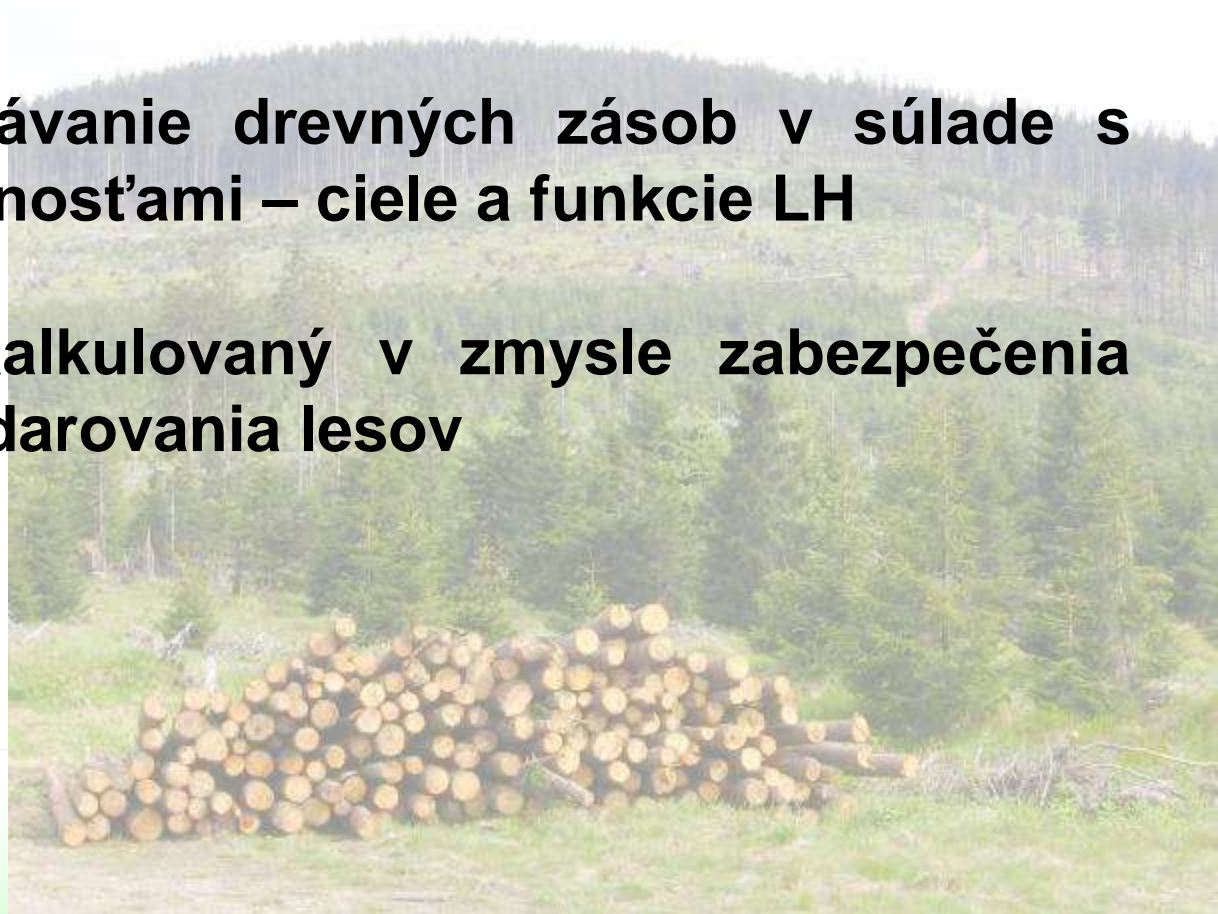 ávanie drevných zásob v súlade s
nosťami – ciele a funkcie LH
alkulovaný v zmysle zabezpečenia
darovania lesov